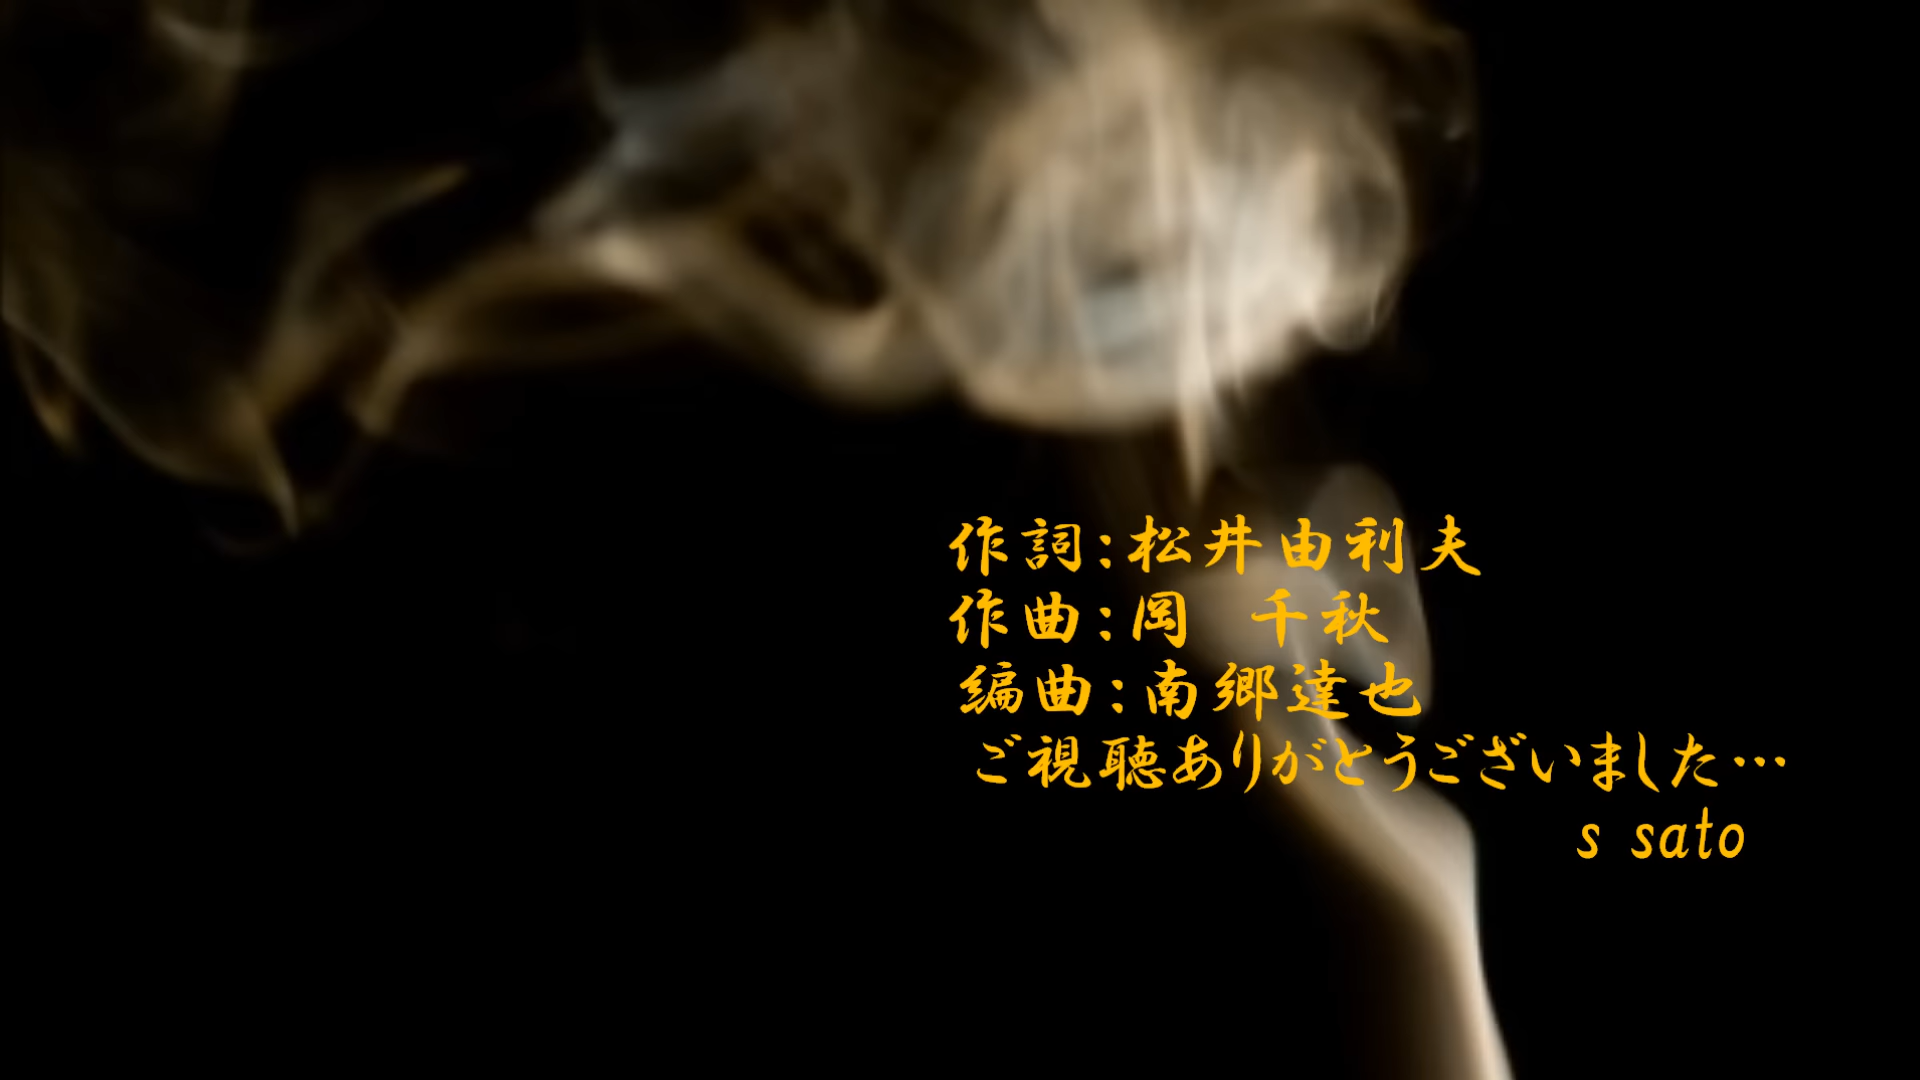 作詞:松井由利夫
作曲:岡　千秋
編曲:南郷達也
ご視聴ありがとうございました…
s sato